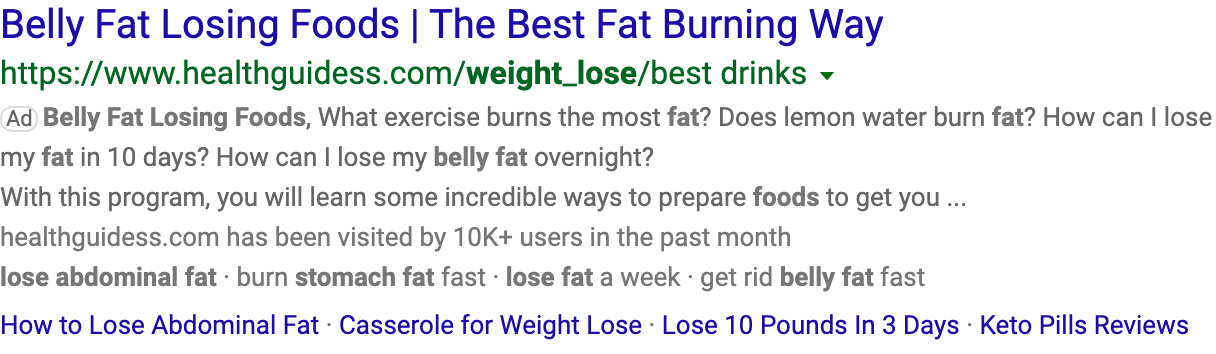 Belly Fat Losing Foods | The Best Fat Burning Way
https://www.healthguidess.com/weight_lose/best drinks
Ad Belly Fat Losing Foods, What exercise burns the most fat? Does lemon water burn fat? How can I lose
my fat in 10 days? How can I lose my belly fat overnight?
With this program, you will learn some incredible ways to prepare foods to get you ...
healthguidess.com has been visited by 10K+ users in the past month
lose abdominal fat · burn stomach fat fast · lose fat a week · get rid belly fat fast
How to Lose Abdominal Fat · Casserole for Weight Lose · Lose 10 Pounds In 3 Days · Keto Pills Reviews